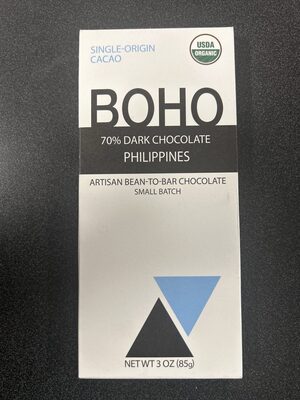 SINGLE-ORIGIN
CACAO
USDA
ORGANIC
BOHO
70% DARK CHOCOLATE
PHILIPPINES
ARTISAN BEAN-TO-BAR CHOCOLATE
SMALL BATCH
NET WT 3 OZ (85g)